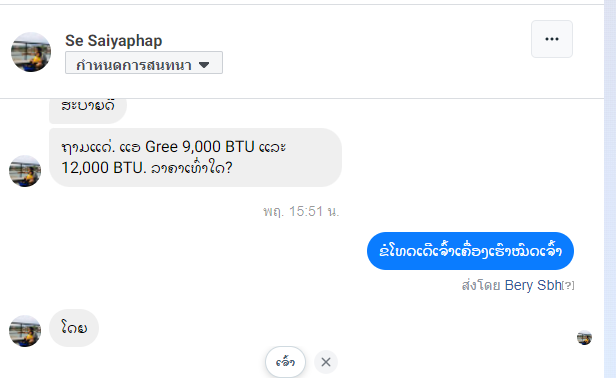 Se Saiyaphap
กำหนดการสนทนา
ສະບາຍດີ
ຖາມແດ່. ແອ Gree 9,000 BTU ແລະ
12,000 BTU. ລາຄາເທົ່າໃດ?
พฤ. 15:51 น.
ຂໍໂທດເດີເຈົ້າເຄື່ອງເຮົາໝົດເຈົ້າ
ส่งโดย Bery Sbh[?]
ໂດຍ
ເຈົ້າ